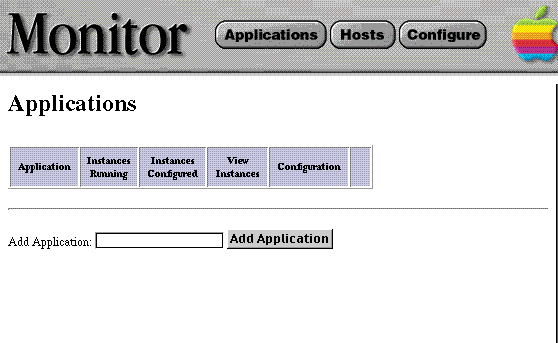 Monitor
Applications Hosts Configure
Applications
Application Instances Running Instances Configured View Instances Configuration
Add Application: Add Application